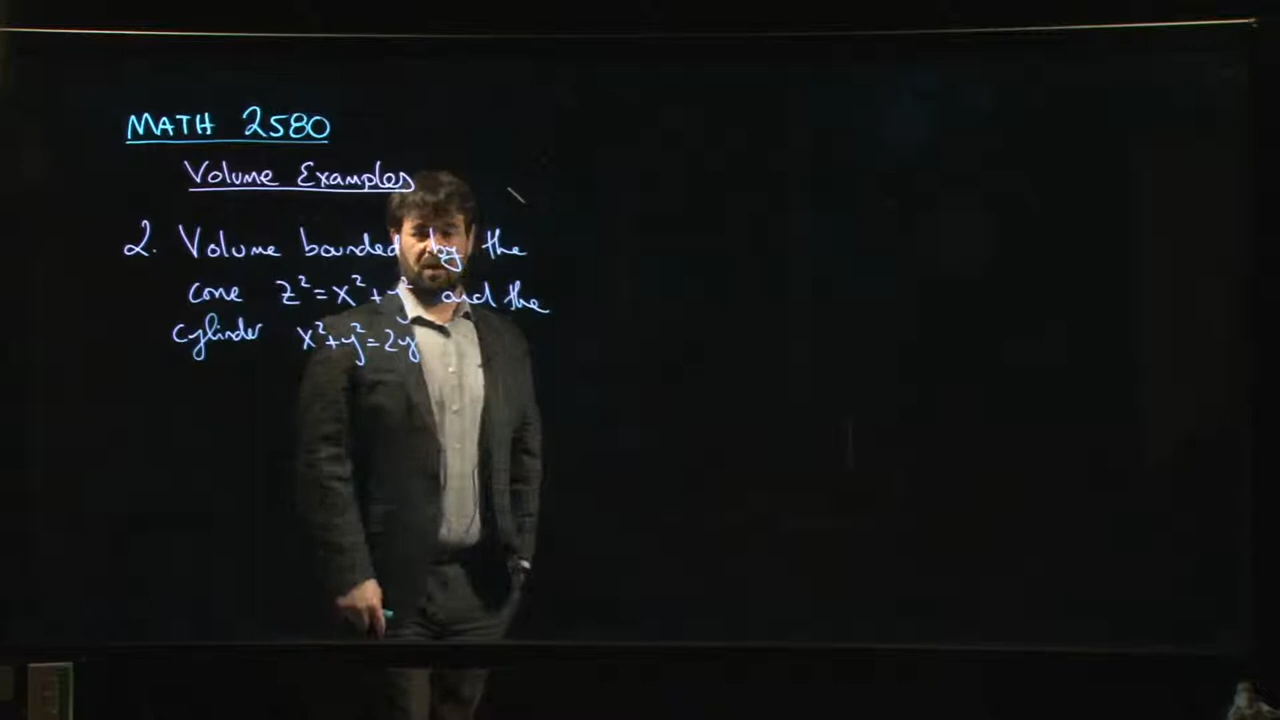 MATH 2580
Volume Examples
2. Volume bounded by the
cone z²=x²+y² and the
cylinder x²+y²=2y